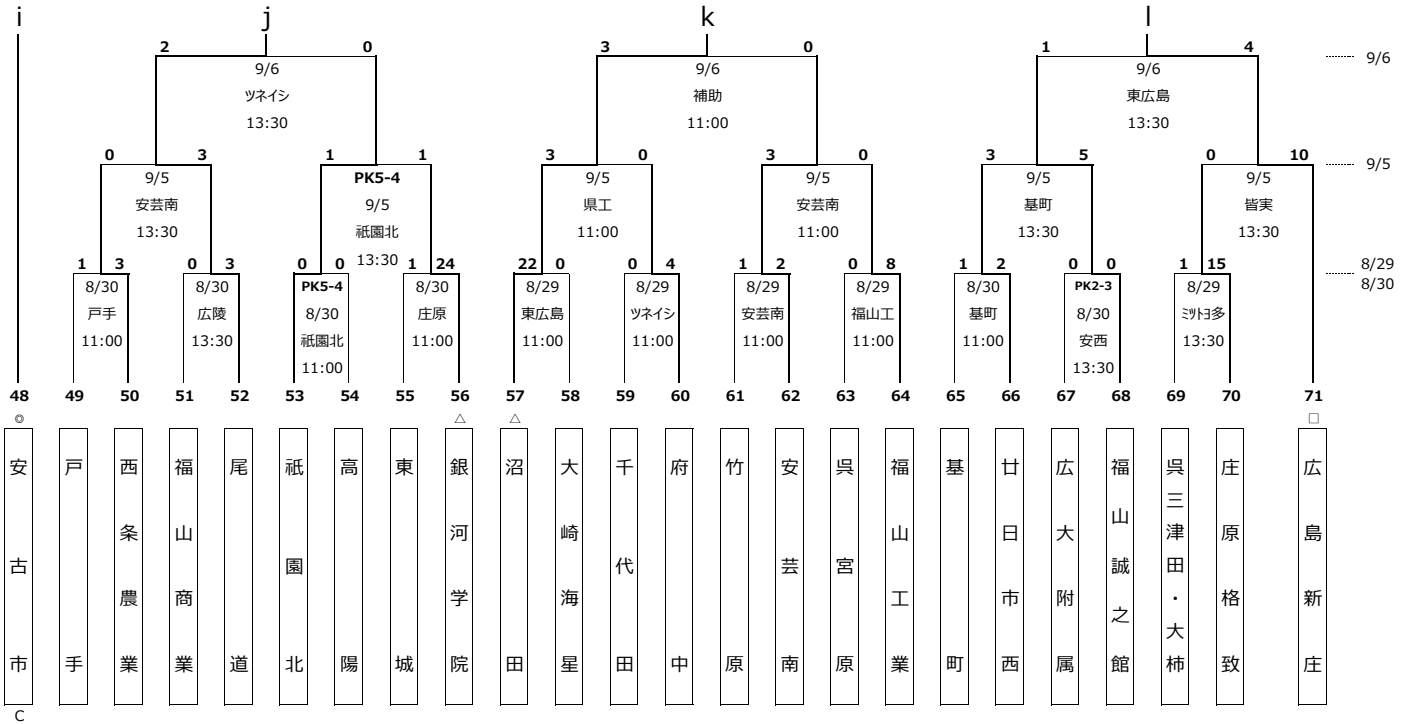 i j k l
2 0 3 0 1 4
9/6 9/6 9/6 9/6
ツネイシ 補助 東広島
13:30 11:00 13:30
0 3 1 1 3 0 3 0 3 5 0 10
9/5 PK5-4 9/5 9/5 9/5 9/5 9/5
安芸南 9/5 県工 安芸南 基町 皆実
13:30 祇園北 11:00 11:00 13:30 13:30
13:30
1 3 0 3 0 0 1 24 22 0 0 4 1 2 0 8 1 2 0 0 1 15 8/29
8/30
8/30 8/30 PK5-4 8/30 8/29 8/29 8/29 8/29 8/30 PK2-3 8/29
戸手 広陵 8/30 庄原 東広島 ツネイシ 安芸南 福山工 基町 8/30 ミツトヨ多
11:00 13:30 祇園北 11:00 11:00 11:00 11:00 11:00 11:00 安西 13:30
11:00 13:30
48 49 50 51 52 53 54 55 56 57 58 59 60 61 62 63 64 65 66 67 68 69 70 71
◎ △ △ □
安古市
戸手
西条農業
福山商業
尾道
祇園北
高陽
東城
銀河学院
沼田
大崎海星
千代田
府中
竹原
安芸南
呉宮原
福山工業
基町
廿日市西
広大附属
福山誠之館
呉三津田・大柿
庄原格致
広島新庄
C